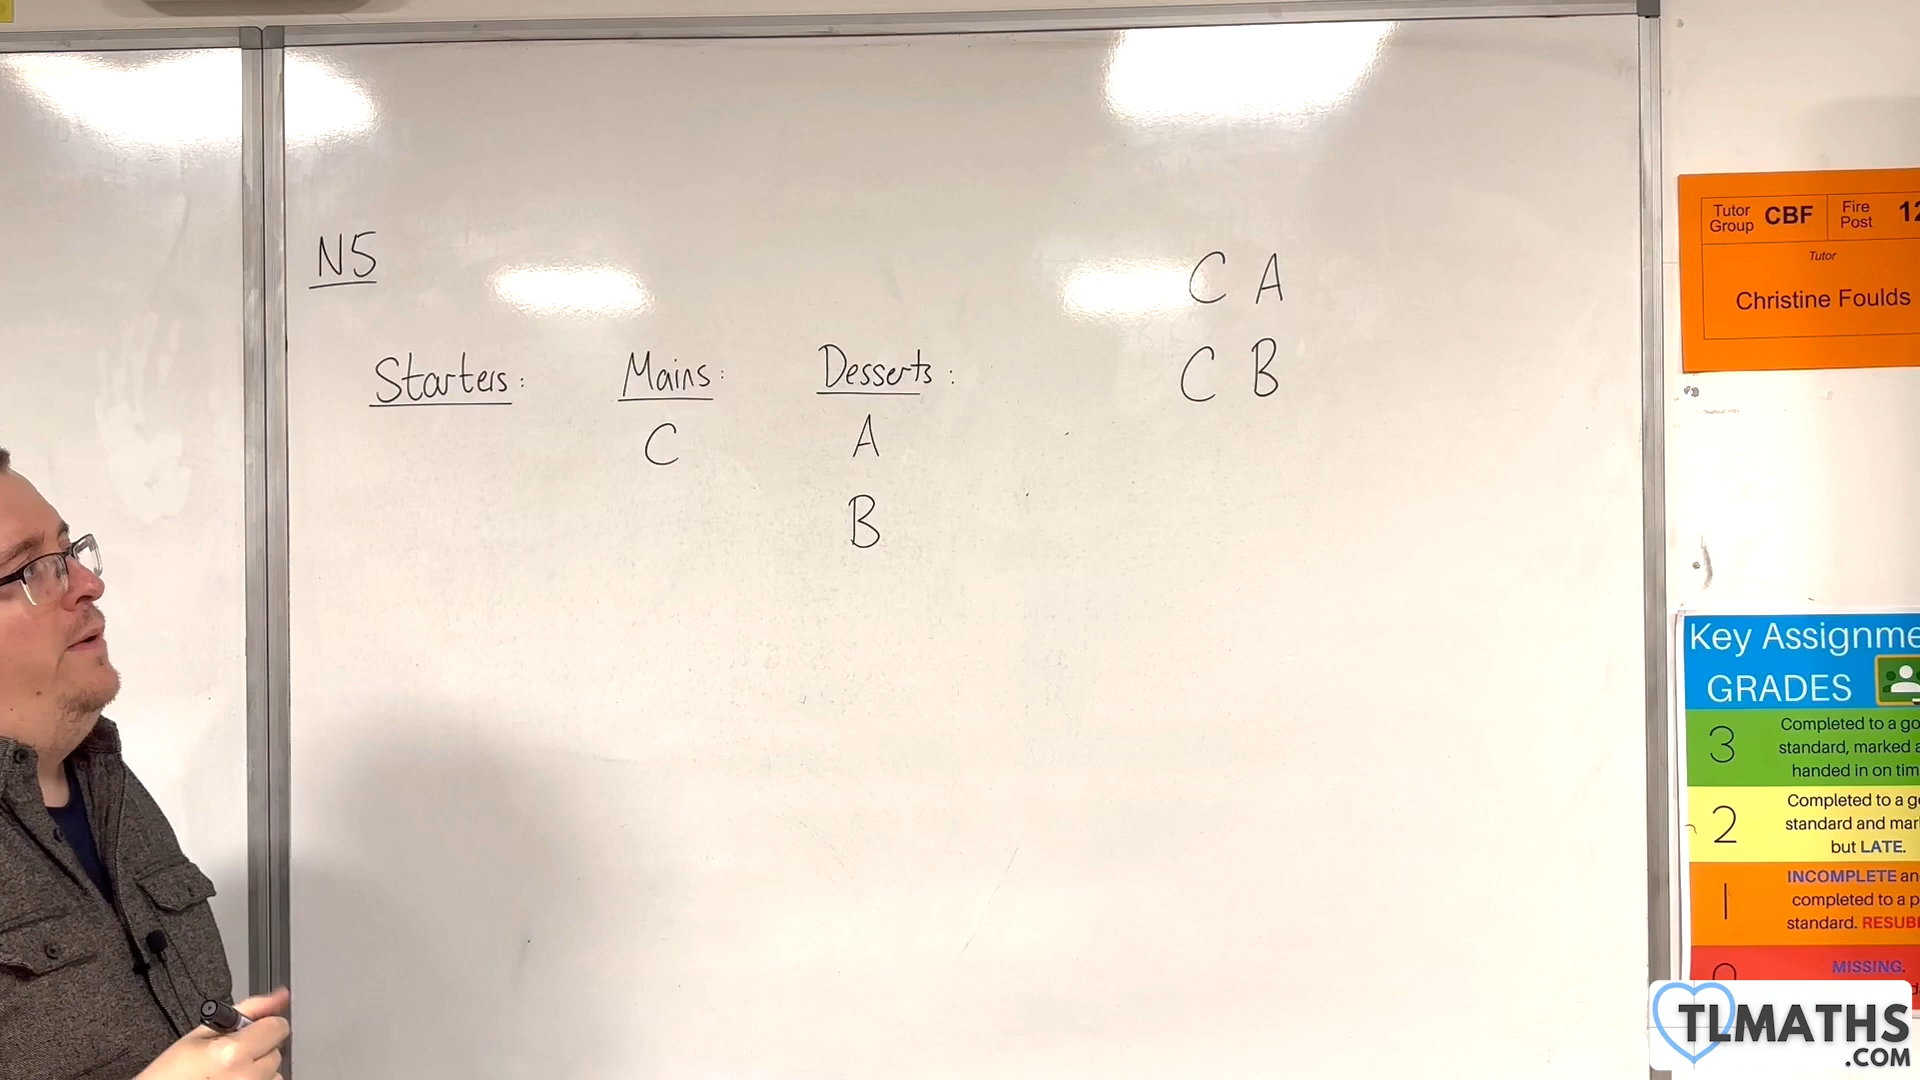 N5
C A
C B
Starters: Mains: Desserts:
C A
B
Tutor Group CBF Fire Post 12
Tutor
Christine Foulds
Key Assignme
GRADES
3 Completed to a go
standard, marked a
handed in on tim
2 Completed to a go
standard and mar
but LATE.
1 INCOMPLETE an
completed to a p
standard. RESUB
0 MISSING.
TLMATHS
.COM